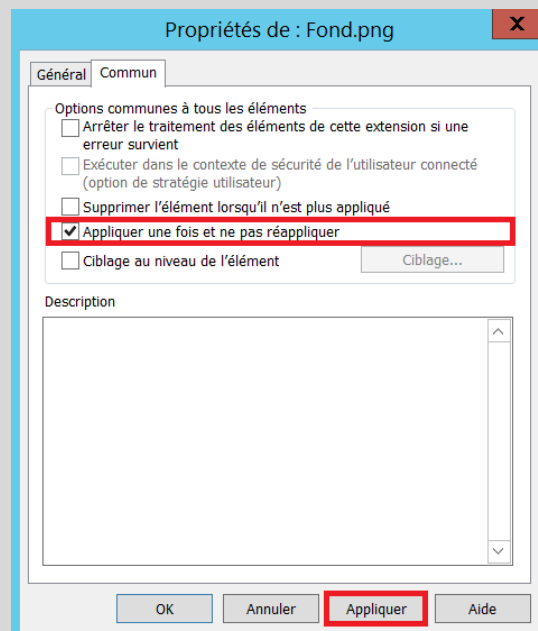 Propriétés de : Fond.png
X
Général
Commun
Options communes à tous les éléments
Arrêter le traitement des éléments de cette extension si une
erreur survient
Exécuter dans le contexte de sécurité de l'utilisateur connecté
(option de stratégie utilisateur)
Supprimer l'élément lorsqu'il n'est plus appliqué
Appliquer une fois et ne pas réappliquer
Ciblage au niveau de l'élément
Ciblage...
Description
OK
Annuler
Appliquer
Aide